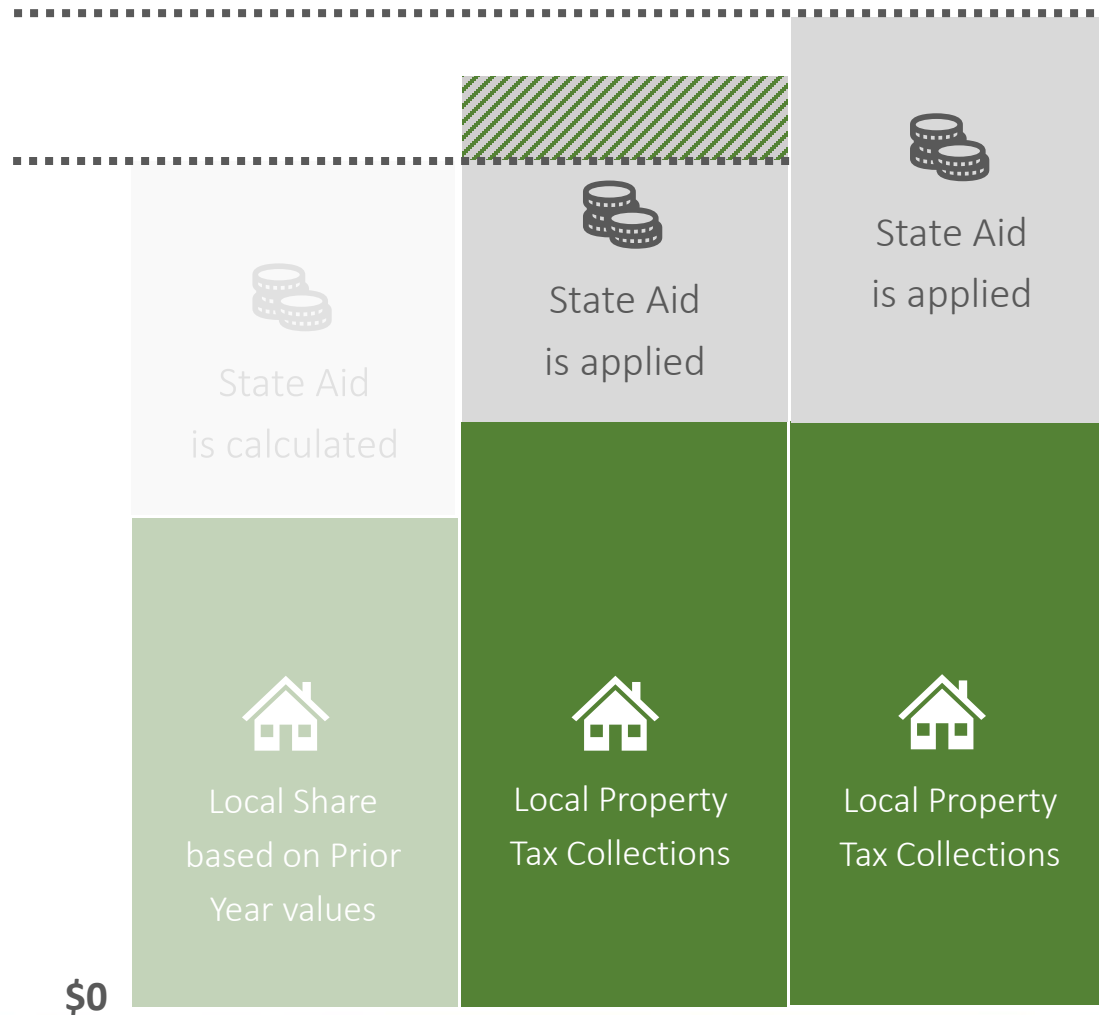 State Aid
is calculated
Local Share
based on Prior
Year values
State Aid
is applied
Local Property
Tax Collections
State Aid
is applied
Local Property
Tax Collections
$0